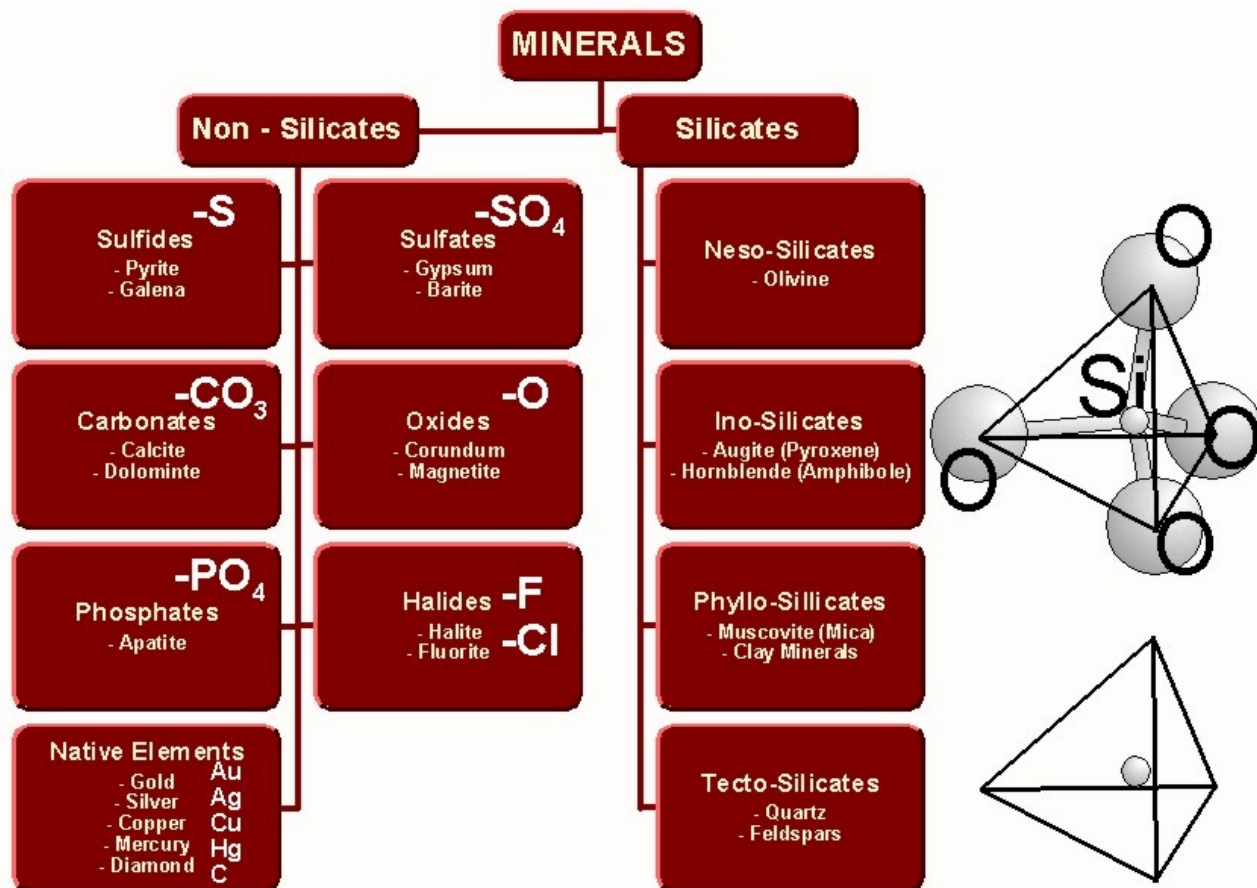 MINERALS
Non - Silicates
Silicates
-S
Sulfides
- Pyrite
- Galena
-SO4
Sulfates
- Gypsum
- Barite
Neso-Silicates
- Olivine
-CO3
Carbonates
- Calcite
- Dolominte
-O
Oxides
- Corundum
- Magnetite
Ino-Silicates
- Augite (Pyroxene)
- Hornblende (Amphibole)
-PO4
Phosphates
- Apatite
Halides -F
- Halite
- Fluorite -Cl
Phyllo-Sillicates
- Muscovite (Mica)
- Clay Minerals
Native Elements
- Gold Au
- Silver Ag
- Copper Cu
- Mercury Hg
- Diamond C
Tecto-Silicates
- Quartz
- Feldspars
O
Si
O
O
O